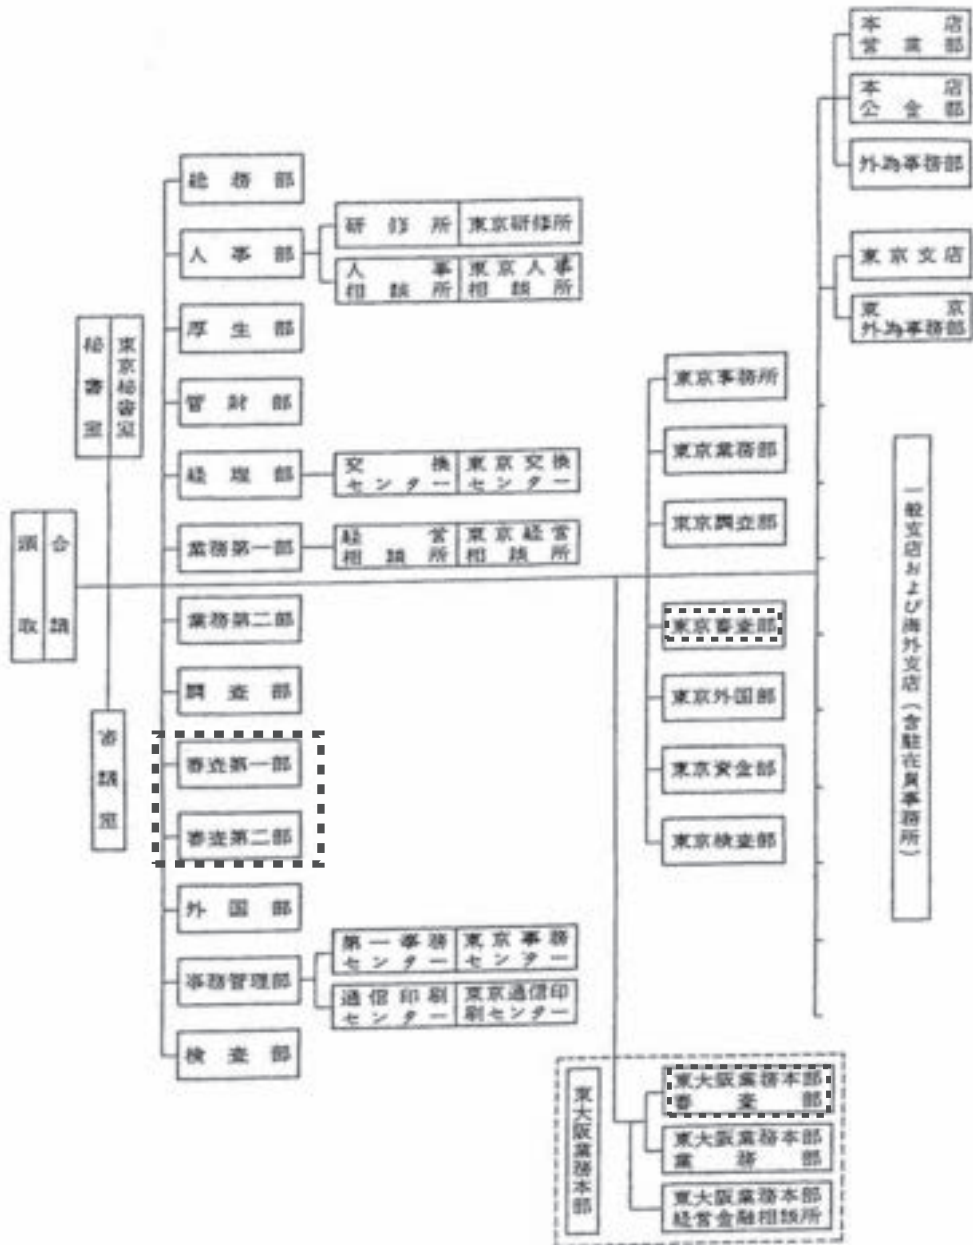 頭取
合議
秘書室
東京秘書室
審議室
総務部
人事部
研修所
東京研修所
人事
相談所
東京人事
相談所
厚生部
管財部
経理部
交換
センター
東京交換
センター
業務第一部
経営
相談所
東京経営
相談所
業務第二部
調査部
審査第一部
審査第二部
外国部
事務管理部
第一事務
センター
東京事務
センター
通信印刷
センター
東京通信印
刷センター
検査部
東京事務所
東京業務部
東京調査部
東京審査部
東京外国部
東京資金部
東京検査部
東大阪業務本部
東大阪業務本部
審査部
東大阪業務本部
業務部
東大阪業務本部
経営金融相談所
本店
営業部
本店
公金部
外為事務部
東京支店
東京
外為事務部
一般支店および海外支店(含駐在員事務所)